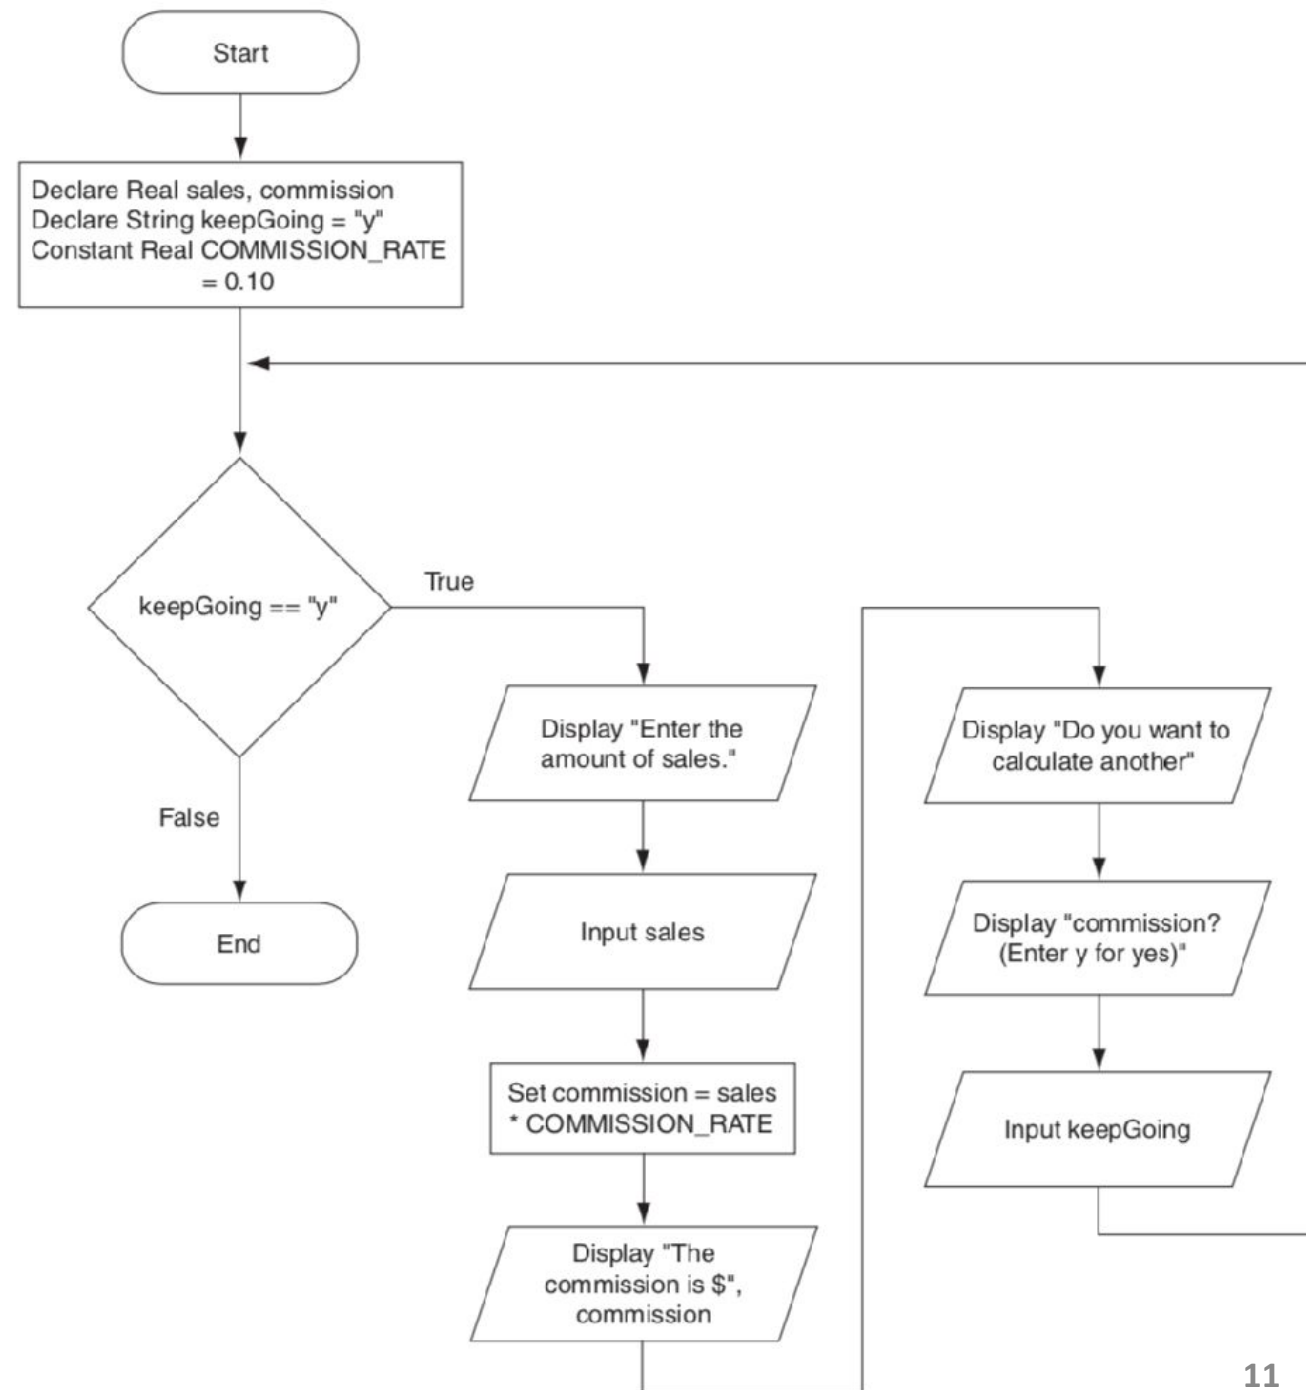 Start
Declare Real sales, commission
Declare String keepGoing = "y"
Constant Real COMMISSION_RATE
= 0.10
keepGoing == "y"
True
False
End
Display "Enter the
amount of sales."
Input sales
Set commission = sales
* COMMISSION_RATE
Display "The
commission is $",
commission
Display "Do you want to
calculate another"
Display "commission?
(Enter y for yes)"
Input keepGoing
11